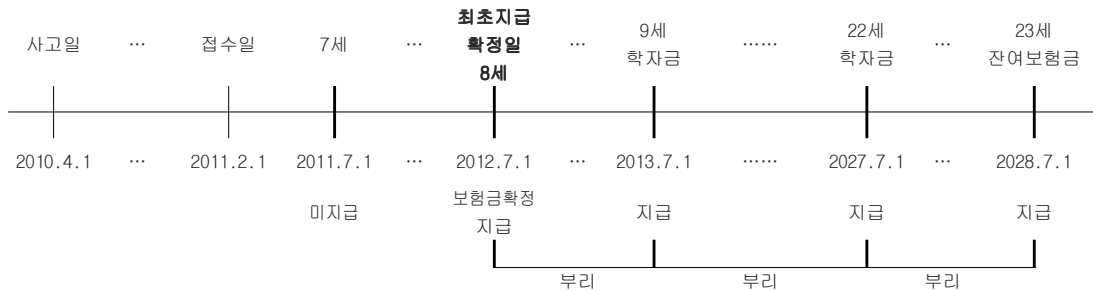 최초지급
사고일 … 접수일 7세 … 확정일 … 9세 …… 22세 … 23세
8세 학자금 학자금 잔여보험금
2010.4.1 … 2011.2.1 2011.7.1 … 2012.7.1 … 2013.7.1 …… 2027.7.1 … 2028.7.1
미지급 보험금확정 지급 지급 지급
지급
부리 부리 부리